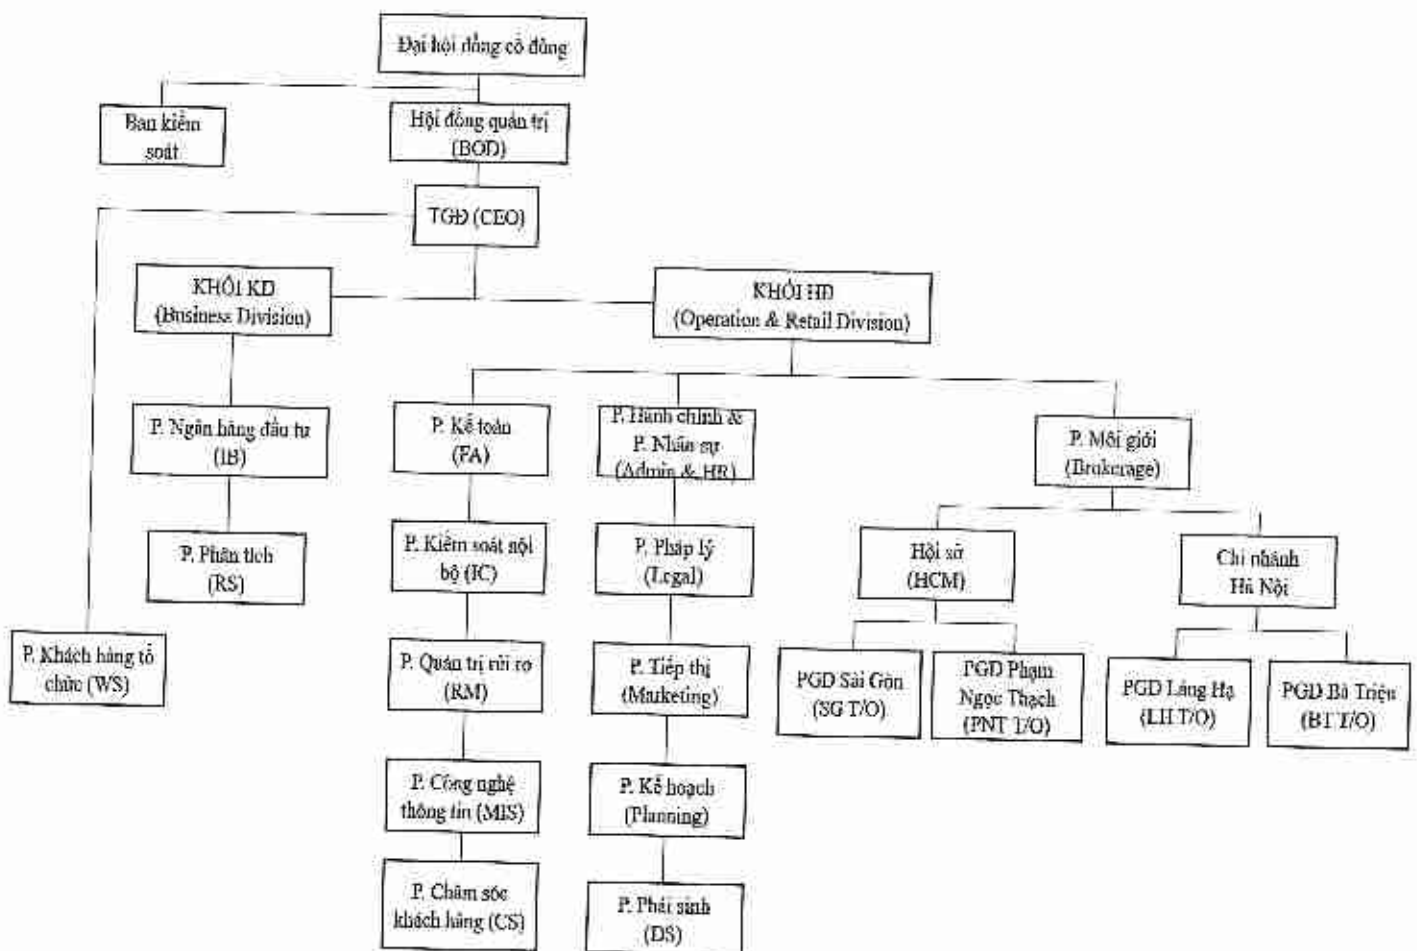 Đại hội đồng cổ đông
Ban kiểm
soát
Hội đồng quản trị
(BOD)
TGĐ (CEO)
KHỐI KD
(Business Division)
KHỐI HĐ
(Operation & Retail Division)
P. Ngân hàng đầu tư
(IB)
P. Kế toán
(FA)
P. Hành chính &
P. Nhân sự
(Admin & HR)
P. Môi giới
(Brokerage)
P. Phân tích
(RS)
P. Kiểm soát nội
bộ (IC)
P. Pháp lý
(Legal)
Hội sở
(HCM)
Chi nhánh
Hà Nội
P. Khách hàng tổ
chức (WS)
P. Quản trị rủi ro
(RM)
P. Tiếp thị
(Marketing)
PGD Sài Gòn
(SG T/O)
PGD Phạm
Ngọc Thạch
(PNT T/O)
PGD Láng Hạ
(LH T/O)
PGD Bà Triệu
(BT T/O)
P. Công nghệ
thông tin (MIS)
P. Kế hoạch
(Planning)
P. Chăm sóc
khách hàng (CS)
P. Phái sinh
(DS)